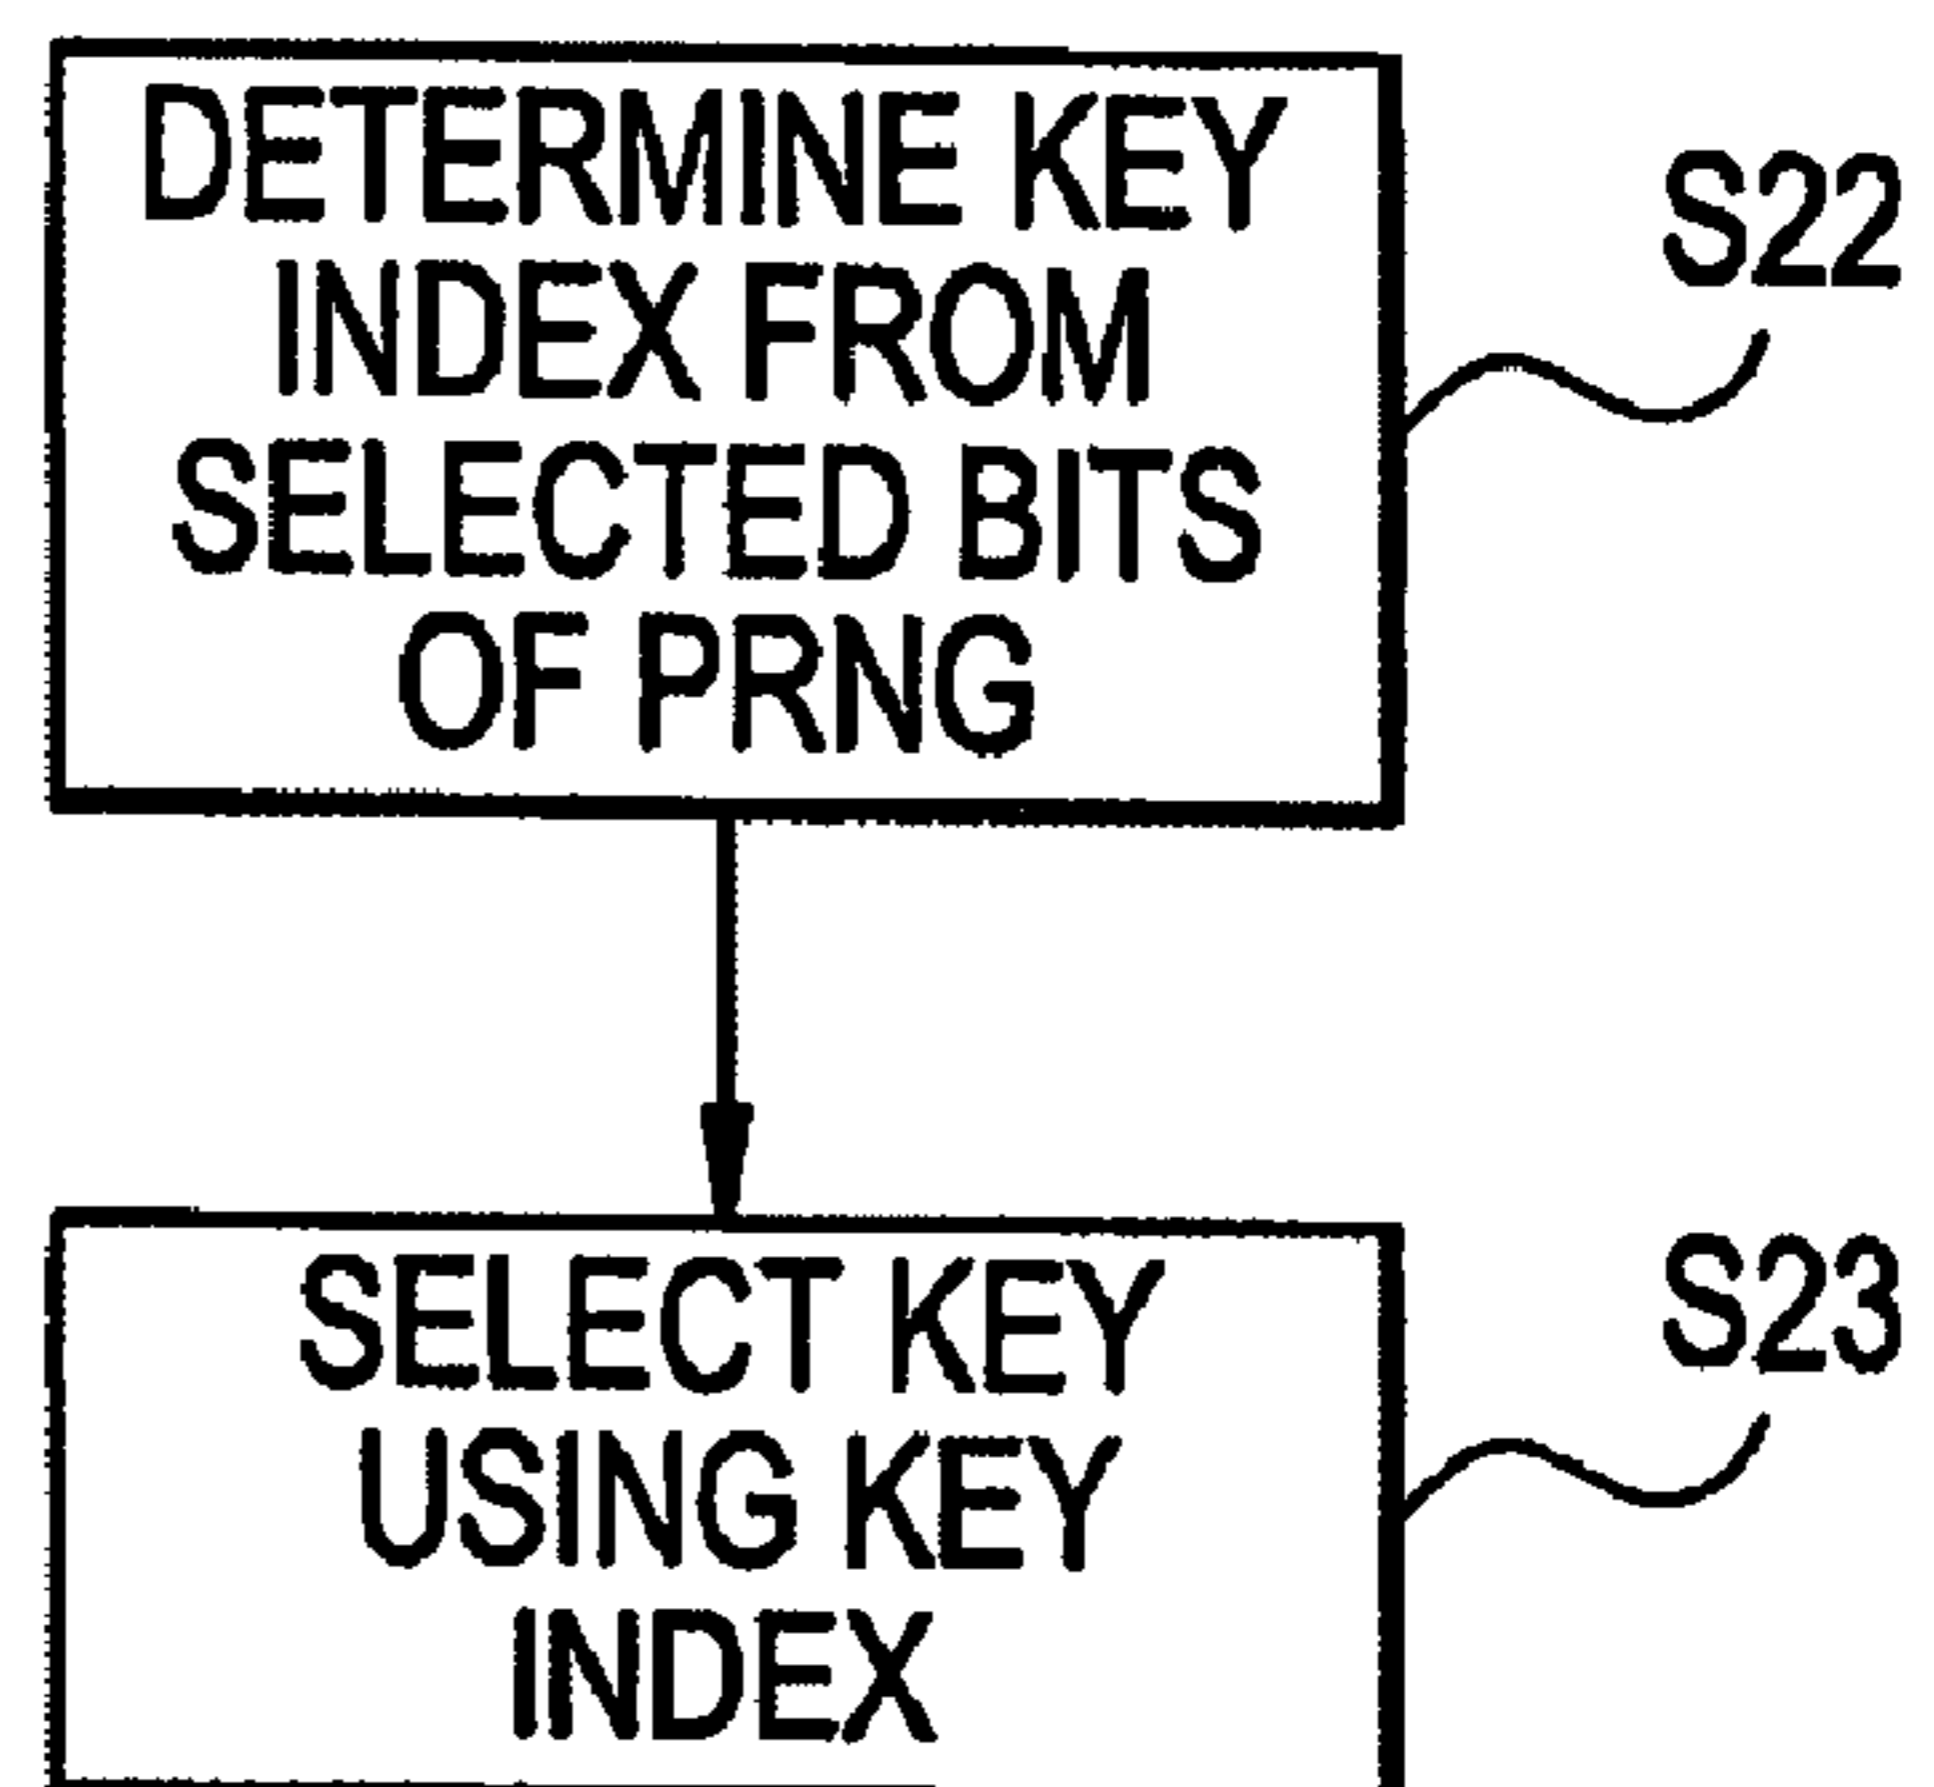 DETERMINE KEY
INDEX FROM
SELECTED BITS
OF PRNG
S22
SELECT KEY
USING KEY
INDEX
S23